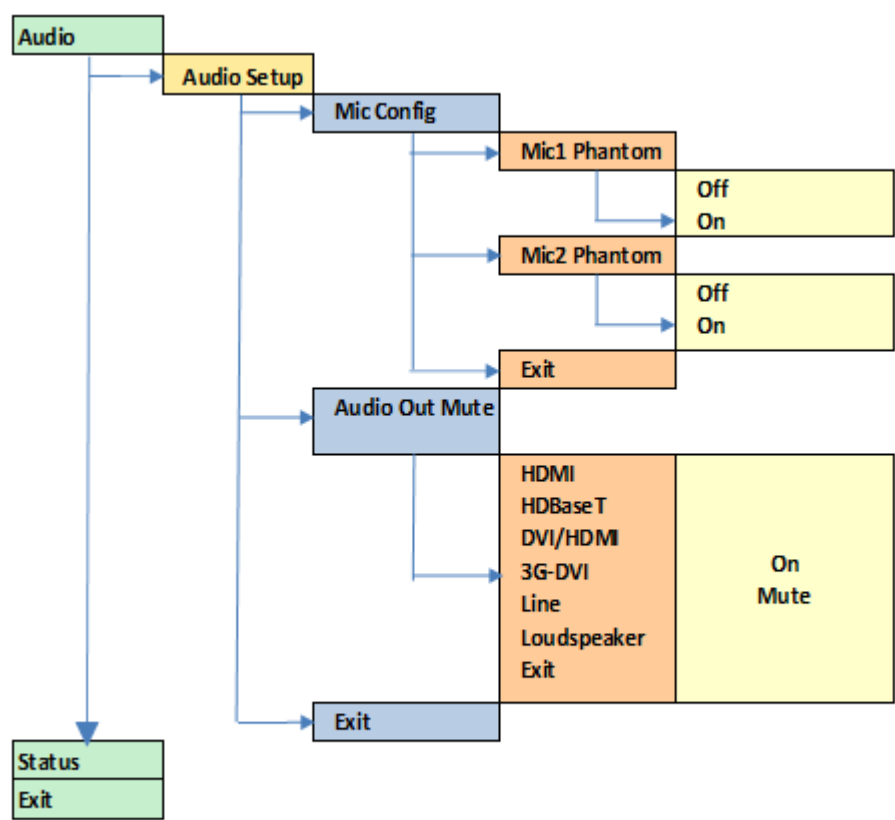 Audio
Audio Setup
Mic Config
Mic1 Phantom
Off
On
Mic2 Phantom
Off
On
Exit
Audio Out Mute
HDMI
HDBaseT
DVI/HDMI
3G-DVI
Line
Loudspeaker
Exit
On
Mute
Exit
Status
Exit